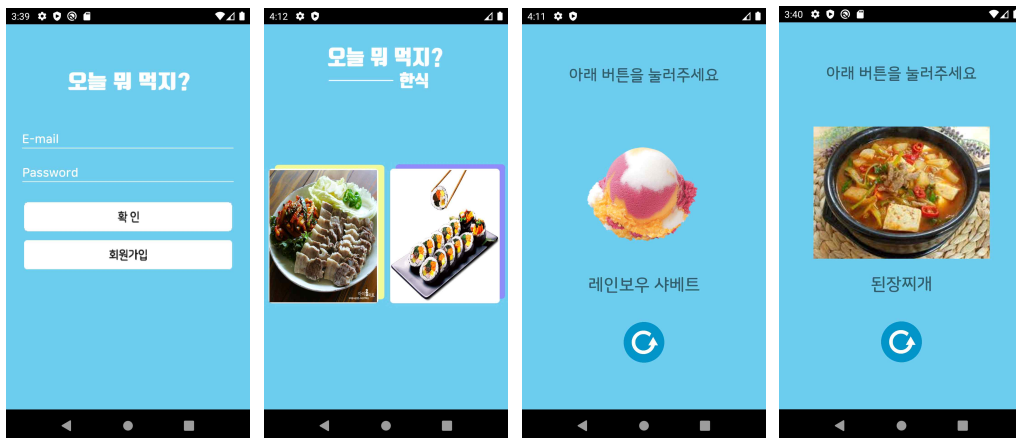 3:39
오늘 뭐 먹지?
E-mail
Password
확 인
회원가입
4:12
오늘 뭐 먹지?
한식
4:11
아래 버튼을 눌러주세요
레인보우 샤베트
3:40
아래 버튼을 눌러주세요
된장찌개